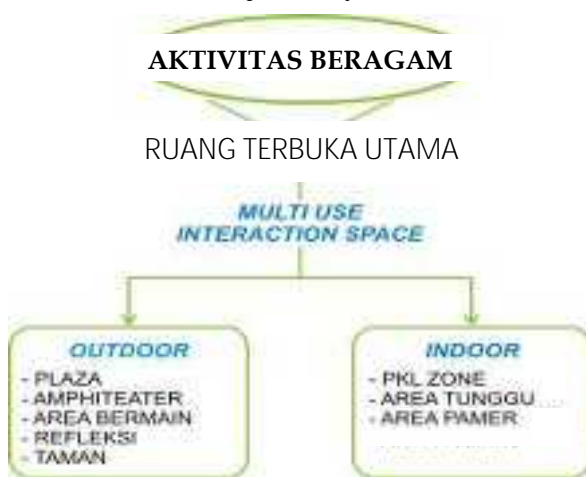 AKTIVITAS BERAGAM
RUANG TERBUKA UTAMA
MULTI USE
INTERACTION SPACE
OUTDOOR
- PLAZA
- AMPHITEATER
- AREA BERMAIN
- REFLEKSI
- TAMAN
INDOOR
- PKL ZONE
- AREA TUNGGU
- AREA PAMER